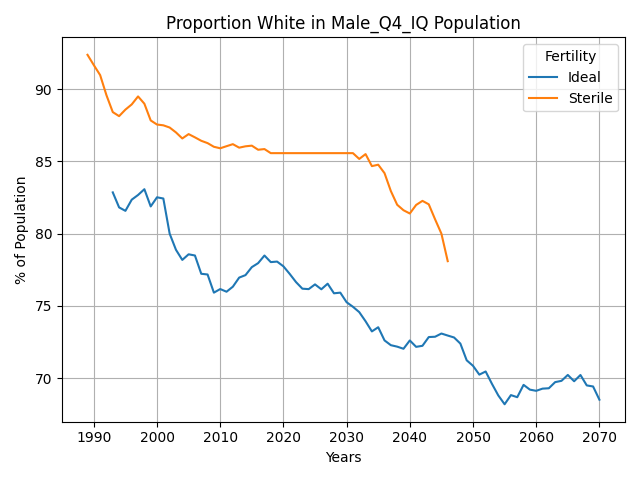 Proportion White in Male_Q4_IQ Population
Fertility
Ideal
Sterile
% of Population
90
85
80
75
70
1990 2000 2010 2020 2030 2040 2050 2060 2070
Years